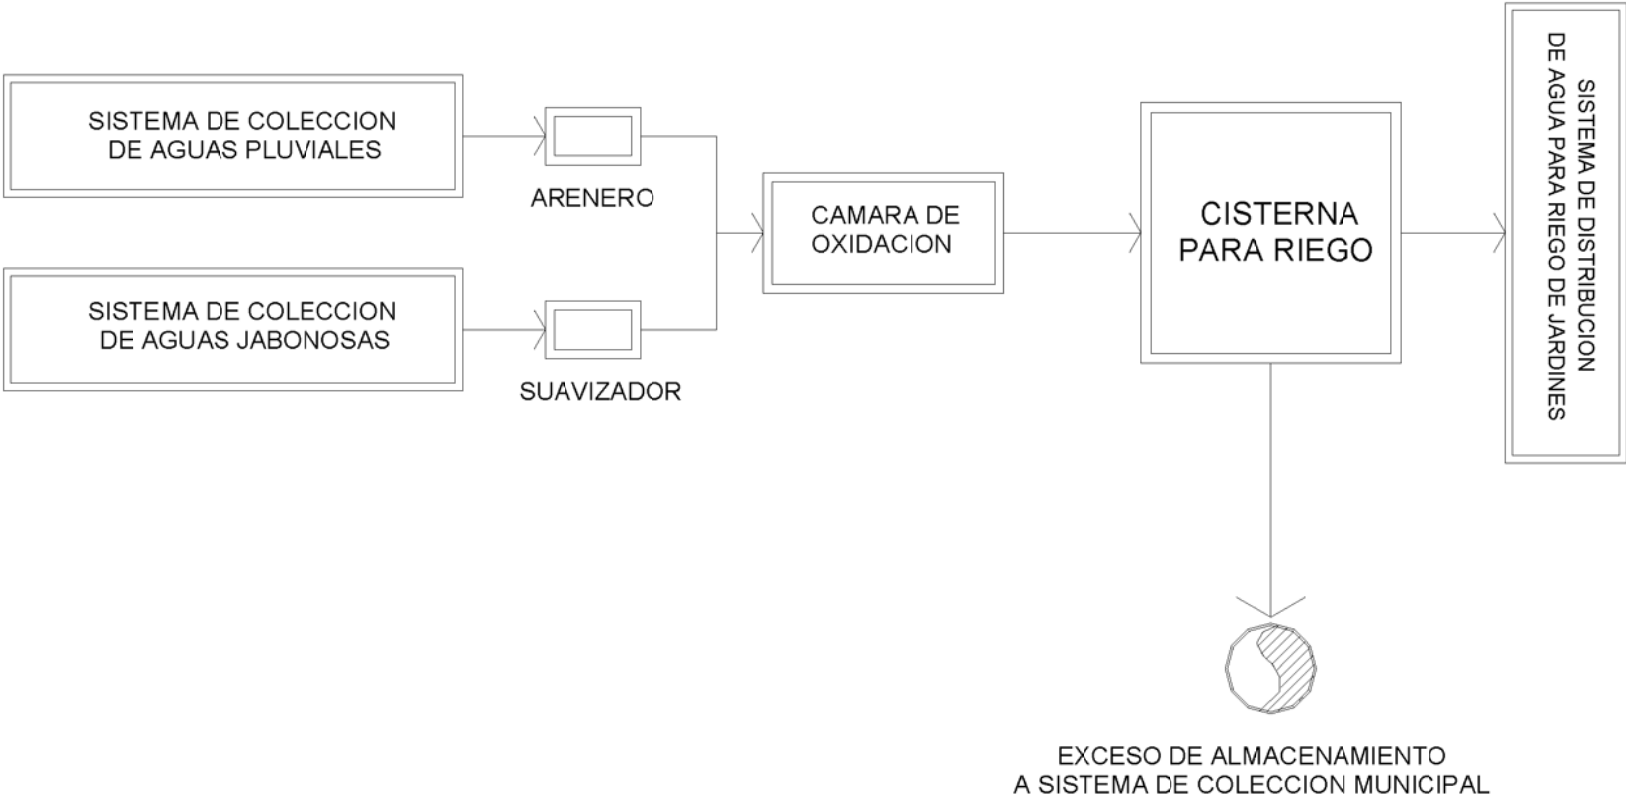 SISTEMA DE COLECCION
DE AGUAS PLUVIALES
ARENERO
SISTEMA DE COLECCION
DE AGUAS JABONOSAS
SUAVIZADOR
CAMARA DE
OXIDACION
CISTERNA
PARA RIEGO
SISTEMA DE DISTRIBUCION
DE AGUA PARA RIEGO DE JARDINES
EXCESO DE ALMACENAMIENTO
A SISTEMA DE COLECCION MUNICIPAL